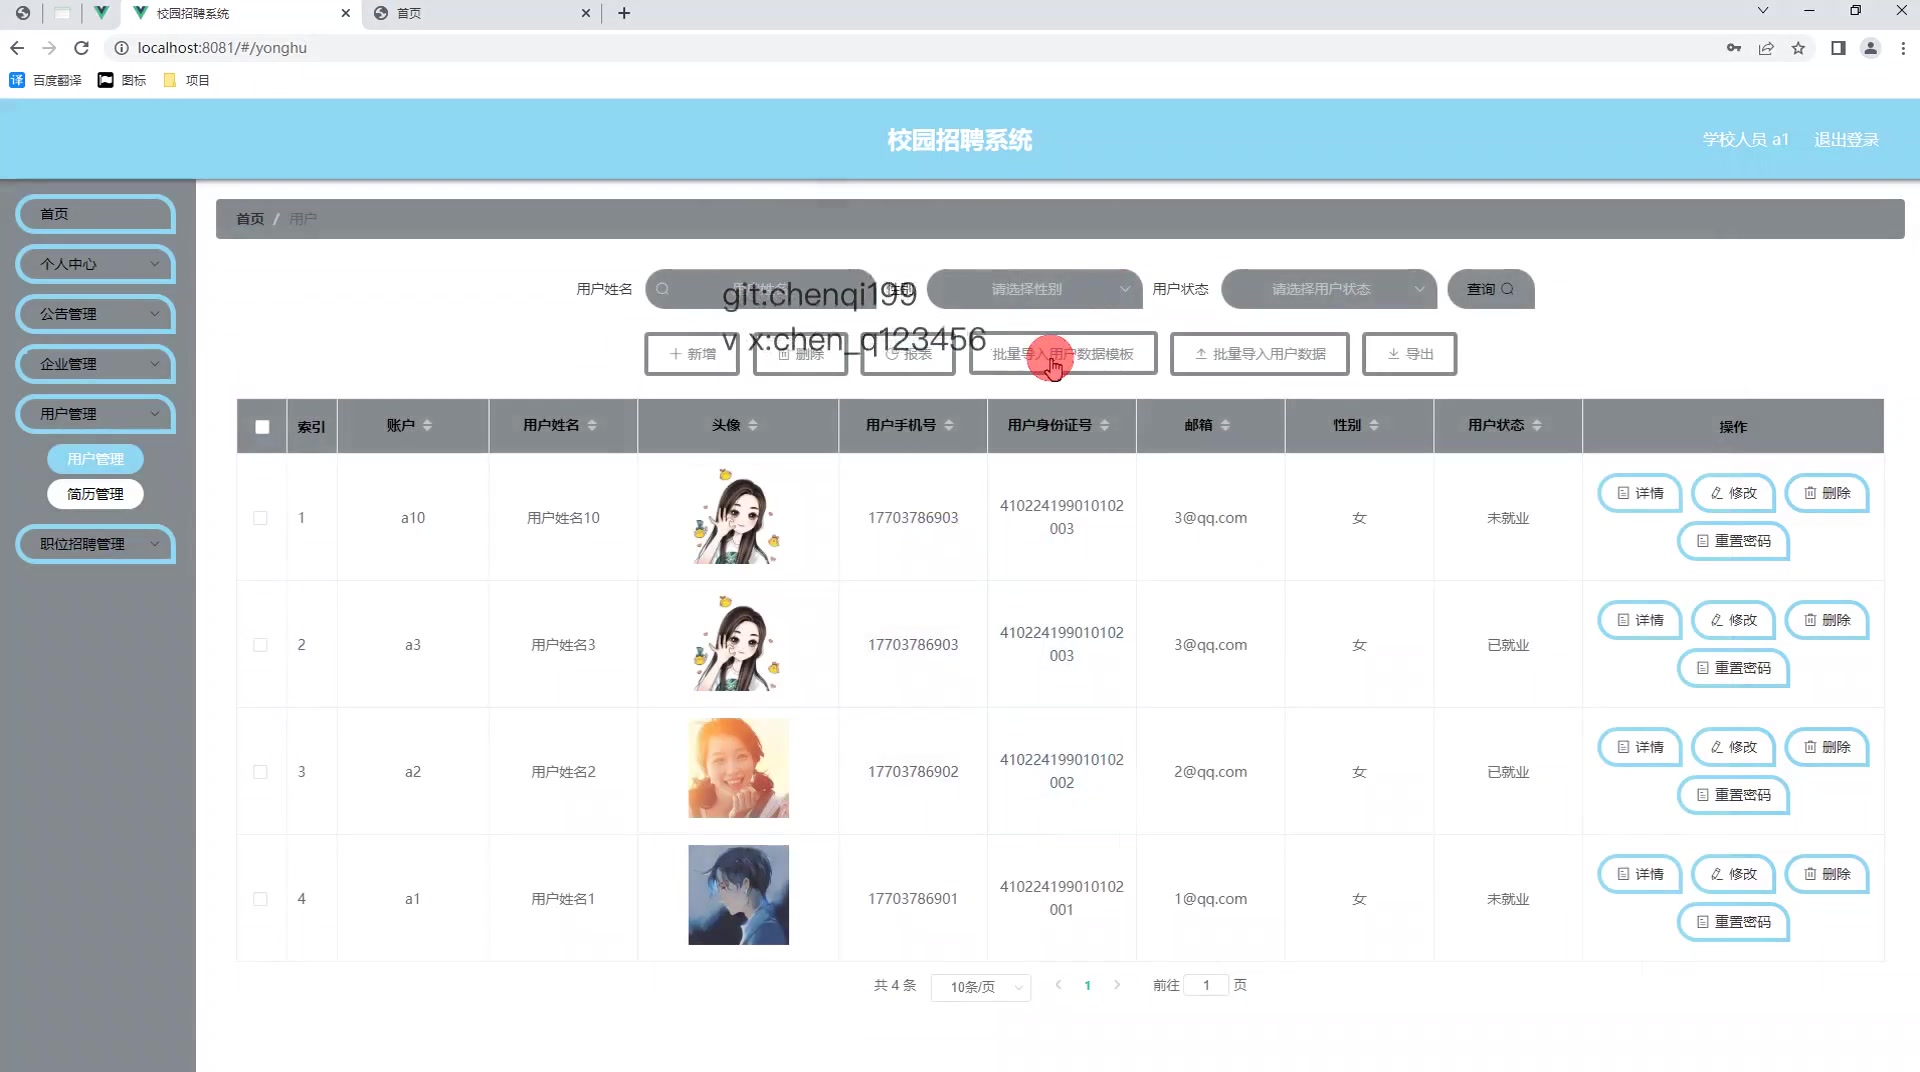 校园招聘系统
首页
localhost:8081/#/yonghu
百度翻译 图标 项目
校园招聘系统
学校人员 a1 退出登录
首页
个人中心
公告管理
企业管理
用户管理
用户管理
简历管理
职位招聘管理
首页 / 用户
用户姓名 用户姓名 性别 请选择性别 用户状态 请选择用户状态 查询
git:chenqi199
v x:chen_q123456
新增 删除 报表 批量导入用户数据模板 批量导入用户数据 导出
索引 账户 用户姓名 头像 用户手机号 用户身份证号 邮箱 性别 用户状态 操作
1 a10 用户姓名10 17703786903 410224199010102003 3@qq.com 女 未就业 详情 修改 删除 重置密码
2 a3 用户姓名3 17703786903 410224199010102003 3@qq.com 女 已就业 详情 修改 删除 重置密码
3 a2 用户姓名2 17703786902 410224199010102002 2@qq.com 女 已就业 详情 修改 删除 重置密码
4 a1 用户姓名1 17703786901 410224199010102001 1@qq.com 女 未就业 详情 修改 删除 重置密码
共 4 条 10条/页 1 前往 1 页